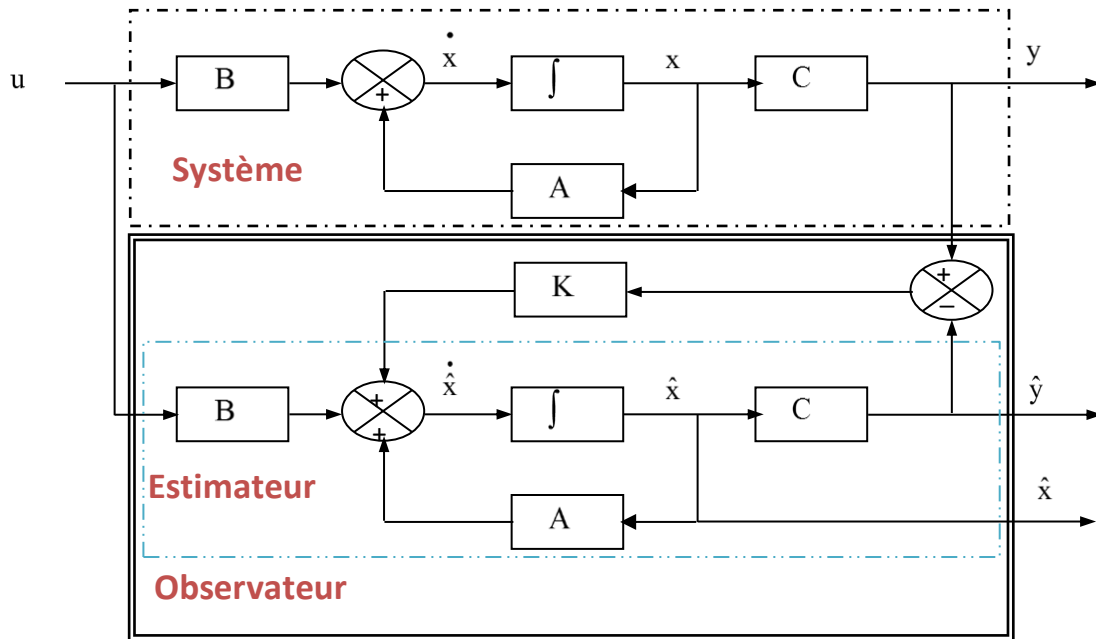 u
B
+
ẋ
∫
x
C
y
Système
A
K
+
−
B
+
+
x̂̇
∫
x̂
C
ŷ
Estimateur
A
x̂
Observateur